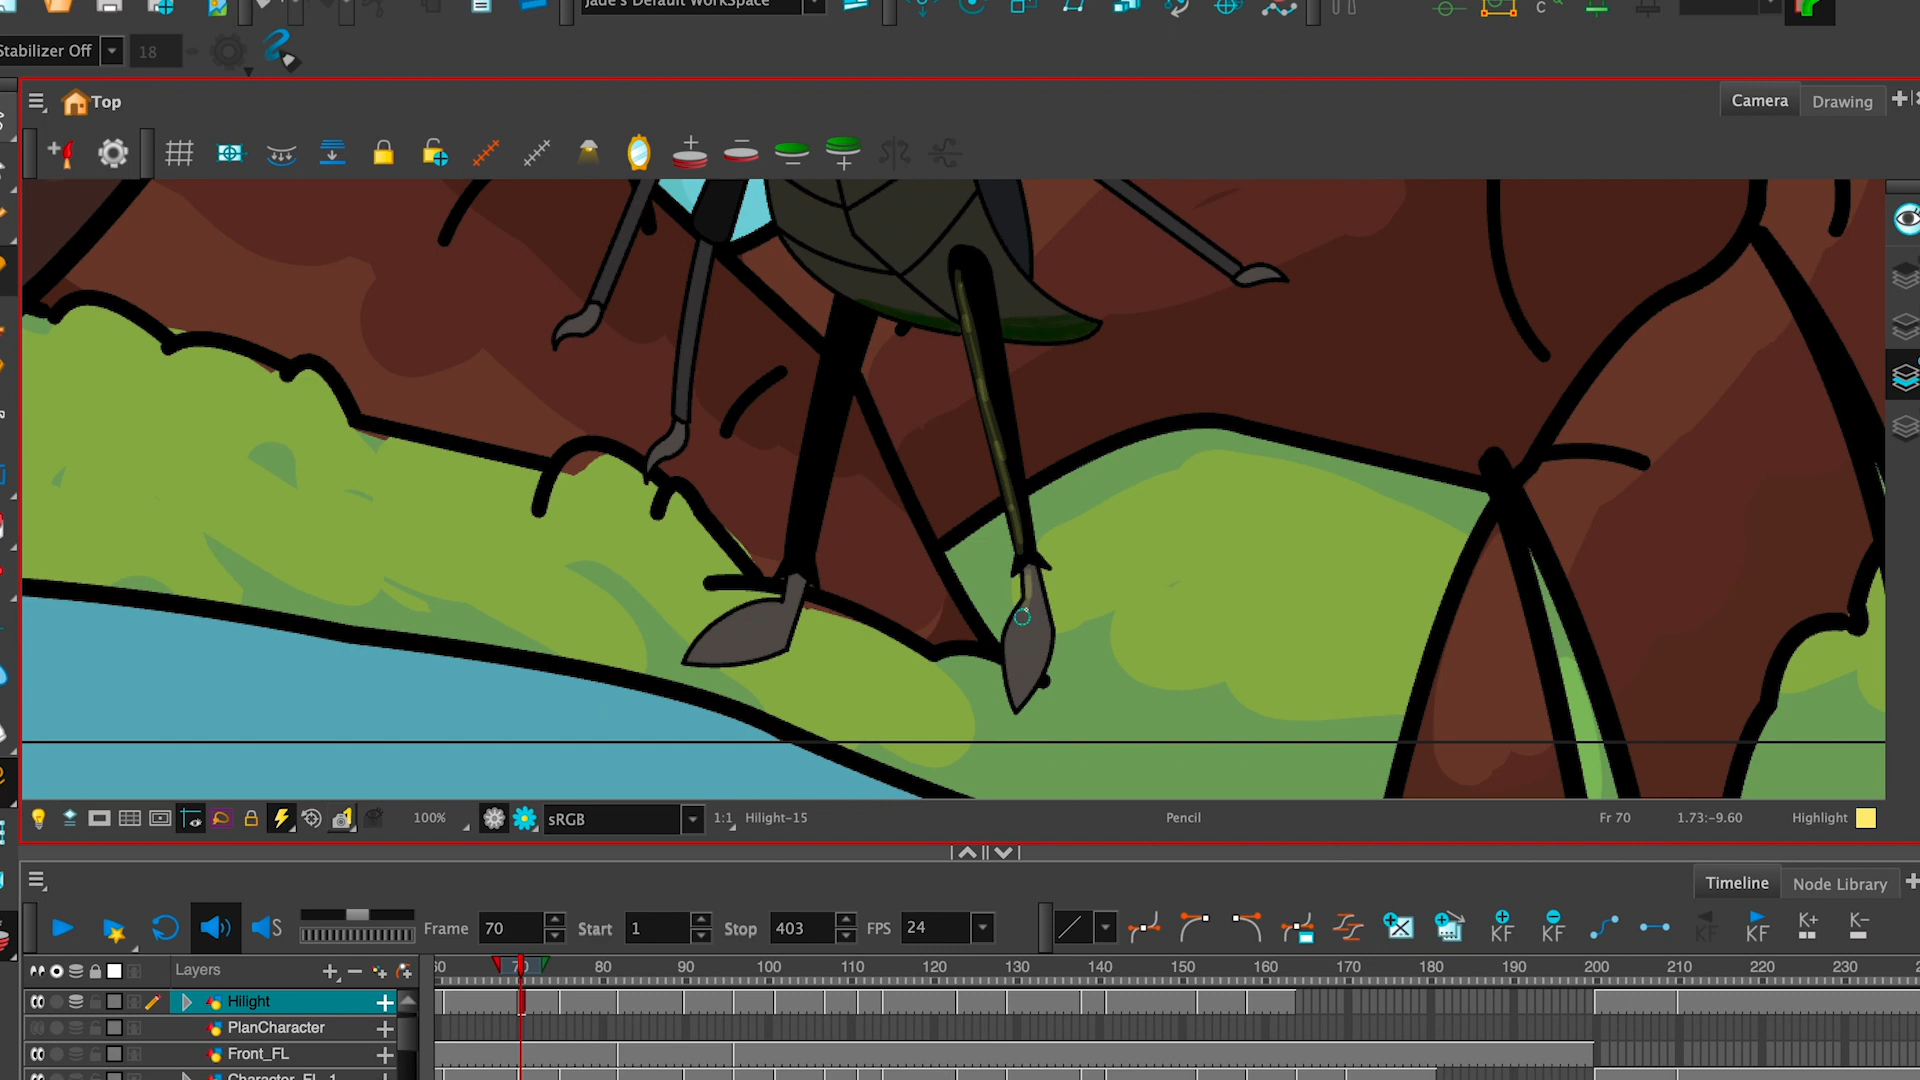 Jade's Default WorkSpace
Stabilizer Off
18
Top
Camera
Drawing
100%
sRGB
1:1
Hilight-15
Pencil
Fr 70
1.73:-9.60
Highlight
Timeline
Node Library
S
Frame
70
Start
1
Stop
403
FPS
24
KF
KF
KF
KF
K+
K-
Layers
60 70 80 90 100 110 120 130 140 150 160 170 180 190 200 210 220 230
Hilight
PlanCharacter
Front_FL
Character_FL_1